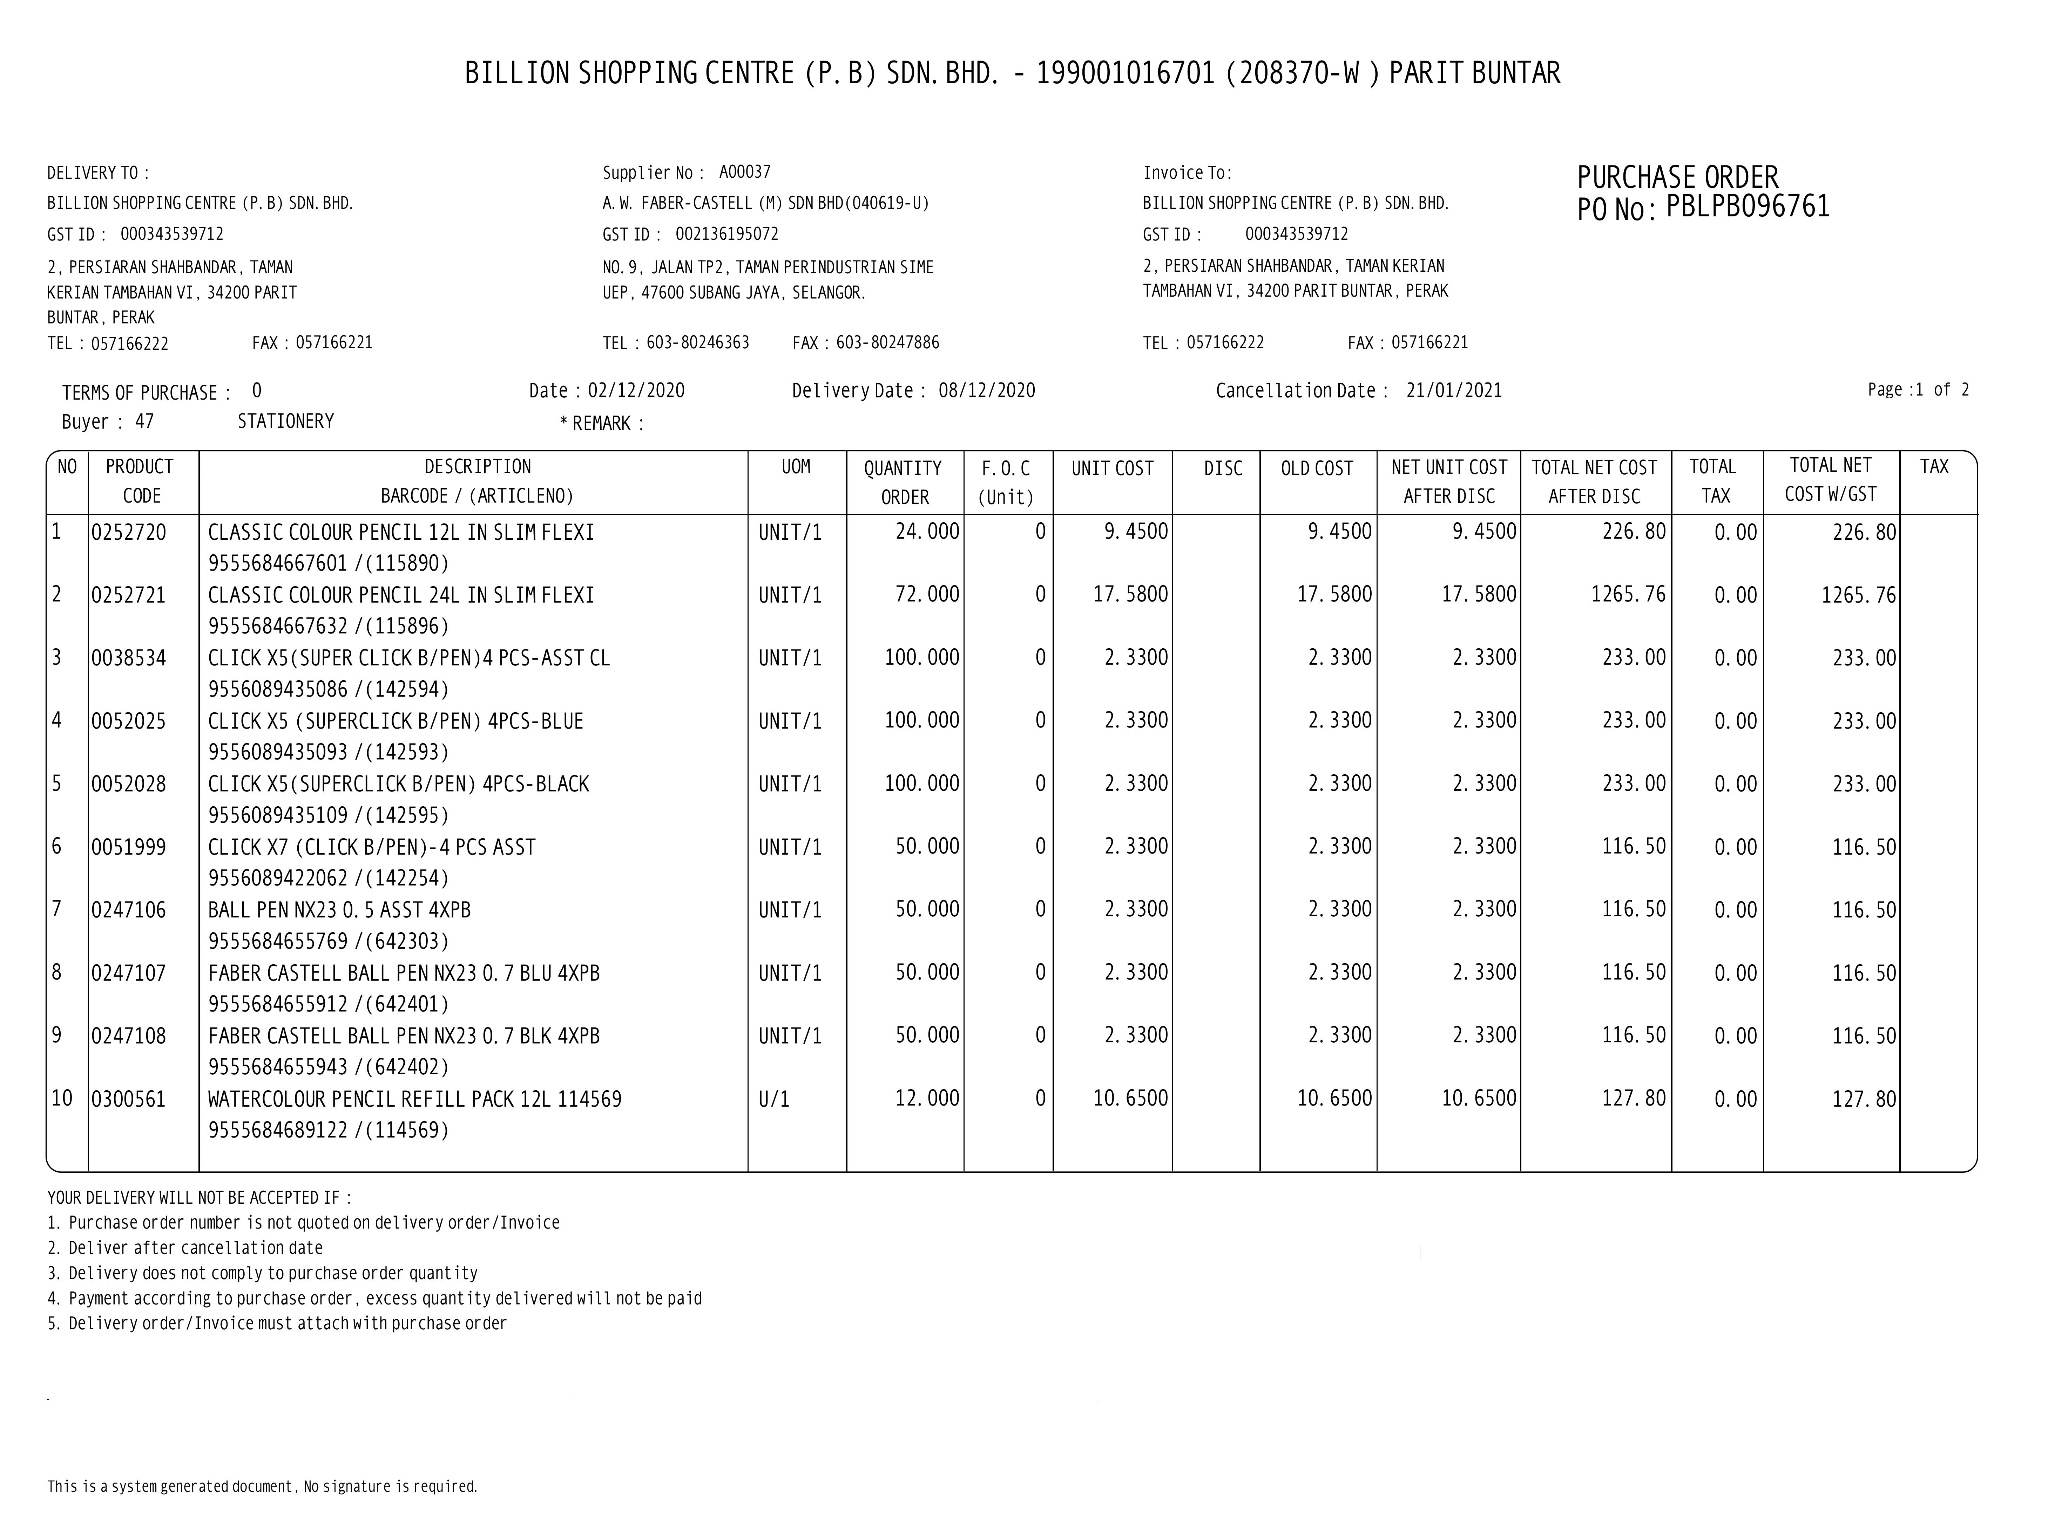 BILLION SHOPPING CENTRE (P.B) SDN.BHD. - 199001016701 (208370-W ) PARIT BUNTAR
DELIVERY TO :
BILLION SHOPPING CENTRE (P.B) SDN.BHD.
GST ID : 000343539712
2, PERSIARAN SHAHBANDAR, TAMAN
KERIAN TAMBAHAN VI, 34200 PARIT
BUNTAR, PERAK
TEL : 057166222 FAX : 057166221
Supplier No : A00037
A.W. FABER-CASTELL (M) SDN BHD(040619-U)
GST ID : 002136195072
NO.9, JALAN TP2, TAMAN PERINDUSTRIAN SIME
UEP, 47600 SUBANG JAYA, SELANGOR.
TEL : 603-80246363 FAX : 603-80247886
Invoice To:
BILLION SHOPPING CENTRE (P.B) SDN.BHD.
GST ID : 000343539712
2, PERSIARAN SHAHBANDAR, TAMAN KERIAN
TAMBAHAN VI, 34200 PARIT BUNTAR, PERAK
TEL : 057166222 FAX : 057166221
PURCHASE ORDER
PO No: PBLPB096761
TERMS OF PURCHASE : 0 Date : 02/12/2020 Delivery Date : 08/12/2020 Cancellation Date : 21/01/2021 Page :1 of 2
Buyer : 47 STATIONERY * REMARK :
NO PRODUCT DESCRIPTION UOM QUANTITY F.O.C UNIT COST DISC OLD COST NET UNIT COST TOTAL NET COST TOTAL TOTAL NET TAX
CODE BARCODE / (ARTICLENO) ORDER (Unit) AFTER DISC AFTER DISC TAX COST W/GST
1 0252720 CLASSIC COLOUR PENCIL 12L IN SLIM FLEXI UNIT/1 24.000 0 9.4500 9.4500 9.4500 226.80 0.00 226.80
9555684667601 /(115890)
2 0252721 CLASSIC COLOUR PENCIL 24L IN SLIM FLEXI UNIT/1 72.000 0 17.5800 17.5800 17.5800 1265.76 0.00 1265.76
9555684667632 /(115896)
3 0038534 CLICK X5(SUPER CLICK B/PEN)4 PCS-ASST CL UNIT/1 100.000 0 2.3300 2.3300 2.3300 233.00 0.00 233.00
9556089435086 /(142594)
4 0052025 CLICK X5 (SUPERCLICK B/PEN) 4PCS-BLUE UNIT/1 100.000 0 2.3300 2.3300 2.3300 233.00 0.00 233.00
9556089435093 /(142593)
5 0052028 CLICK X5(SUPERCLICK B/PEN) 4PCS-BLACK UNIT/1 100.000 0 2.3300 2.3300 2.3300 233.00 0.00 233.00
9556089435109 /(142595)
6 0051999 CLICK X7 (CLICK B/PEN)-4 PCS ASST UNIT/1 50.000 0 2.3300 2.3300 2.3300 116.50 0.00 116.50
9556089422062 /(142254)
7 0247106 BALL PEN NX23 0.5 ASST 4XPB UNIT/1 50.000 0 2.3300 2.3300 2.3300 116.50 0.00 116.50
9555684655769 /(642303)
8 0247107 FABER CASTELL BALL PEN NX23 0.7 BLU 4XPB UNIT/1 50.000 0 2.3300 2.3300 2.3300 116.50 0.00 116.50
9555684655912 /(642401)
9 0247108 FABER CASTELL BALL PEN NX23 0.7 BLK 4XPB UNIT/1 50.000 0 2.3300 2.3300 2.3300 116.50 0.00 116.50
9555684655943 /(642402)
10 0300561 WATERCOLOUR PENCIL REFILL PACK 12L 114569 U/1 12.000 0 10.6500 10.6500 10.6500 127.80 0.00 127.80
9555684689122 /(114569)
YOUR DELIVERY WILL NOT BE ACCEPTED IF :
1. Purchase order number is not quoted on delivery order/Invoice
2. Deliver after cancellation date
3. Delivery does not comply to purchase order quantity
4. Payment according to purchase order, excess quantity delivered will not be paid
5. Delivery order/Invoice must attach with purchase order
This is a system generated document, No signature is required.